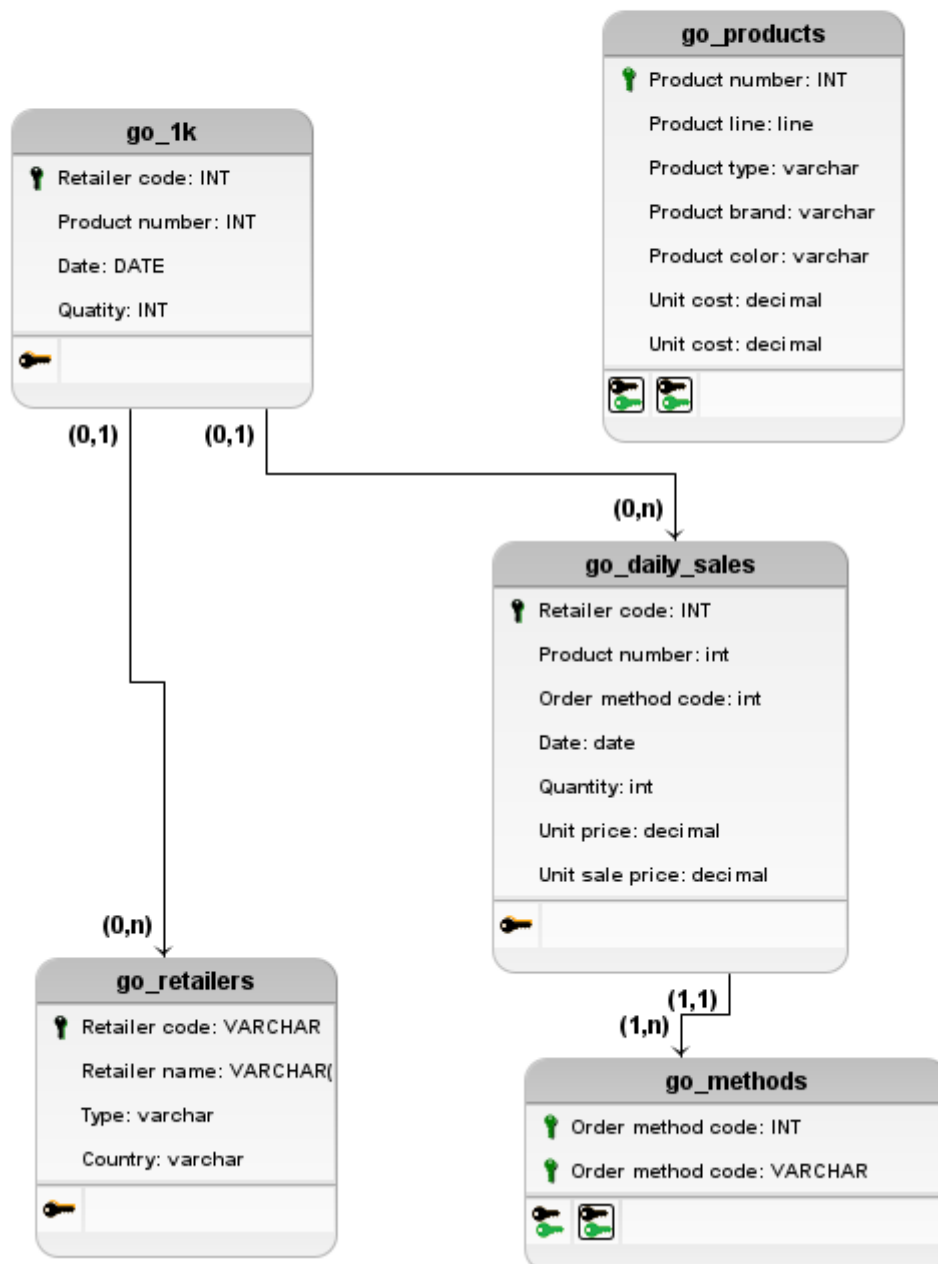 go_products
Product number: INT
Product line: line
Product type: varchar
Product brand: varchar
Product color: varchar
Unit cost: decimal
Unit cost: decimal
go_1k
Retailer code: INT
Product number: INT
Date: DATE
Quatity: INT
(0,1)
(0,1)
(0,n)
go_daily_sales
Retailer code: INT
Product number: int
Order method code: int
Date: date
Quantity: int
Unit price: decimal
Unit sale price: decimal
(0,n)
go_retailers
Retailer code: VARCHAR
Retailer name: VARCHAR(
Type: varchar
Country: varchar
(1,1)
(1,n)
go_methods
Order method code: INT
Order method code: VARCHAR